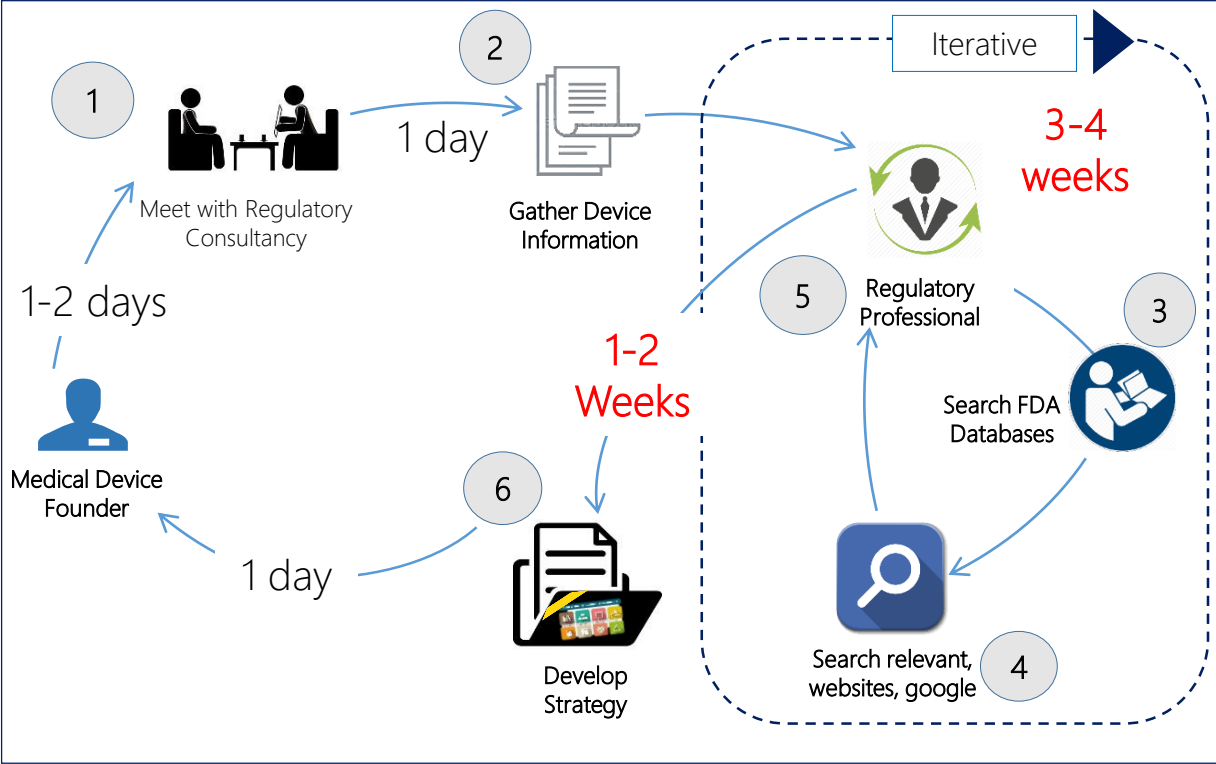 1
Meet with Regulatory
Consultancy
1 day
2
Gather Device
Information
Iterative
3-4
weeks
Regulatory
Professional
5
3
Search FDA
Databases
Search relevant,
websites, google
4
1-2
Weeks
6
Develop
Strategy
1 day
Medical Device
Founder
1-2 days